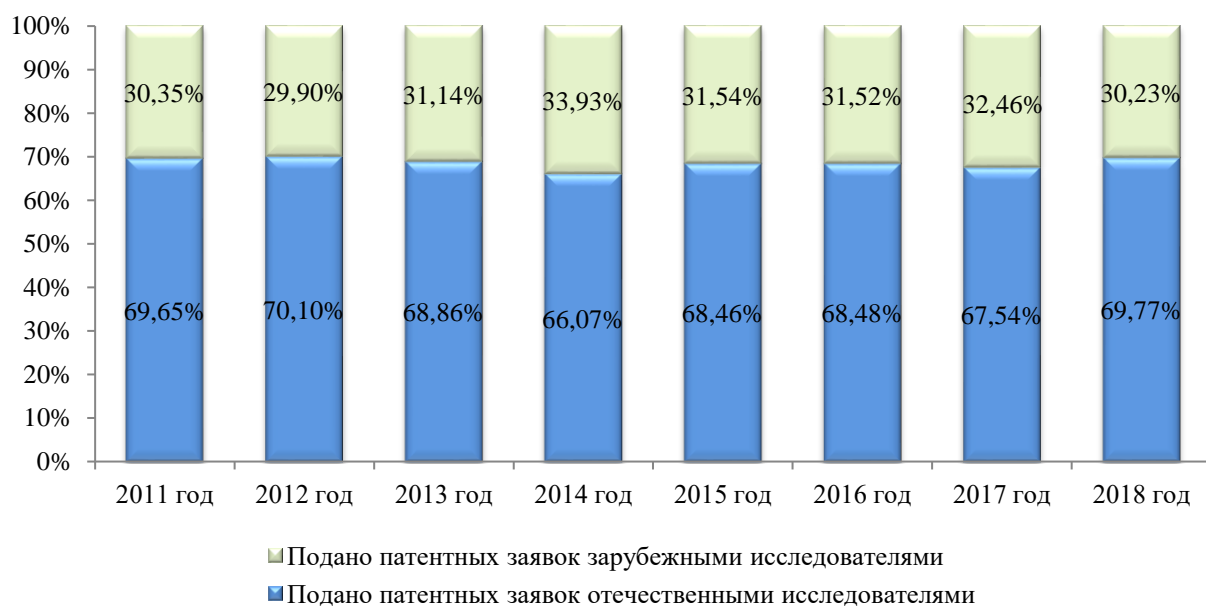 100%
90%
80%
70%
60%
50%
40%
30%
20%
10%
0%
30,35%
29,90%
31,14%
33,93%
31,54%
31,52%
32,46%
30,23%
69,65%
70,10%
68,86%
66,07%
68,46%
68,48%
67,54%
69,77%
2011 год
2012 год
2013 год
2014 год
2015 год
2016 год
2017 год
2018 год
Подано патентных заявок зарубежными исследователями
Подано патентных заявок отечественными исследователями